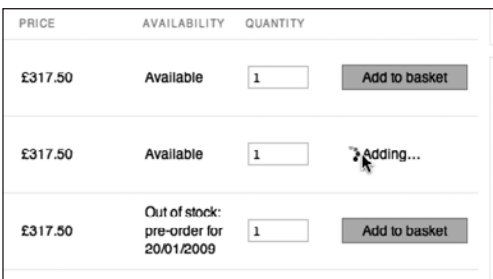 PRICE AVAILABILITY QUANTITY
£317.50 Available 1 Add to basket
£317.50 Available 1 Adding...
Out of stock:
£317.50 pre-order for 1 Add to basket
20/01/2009